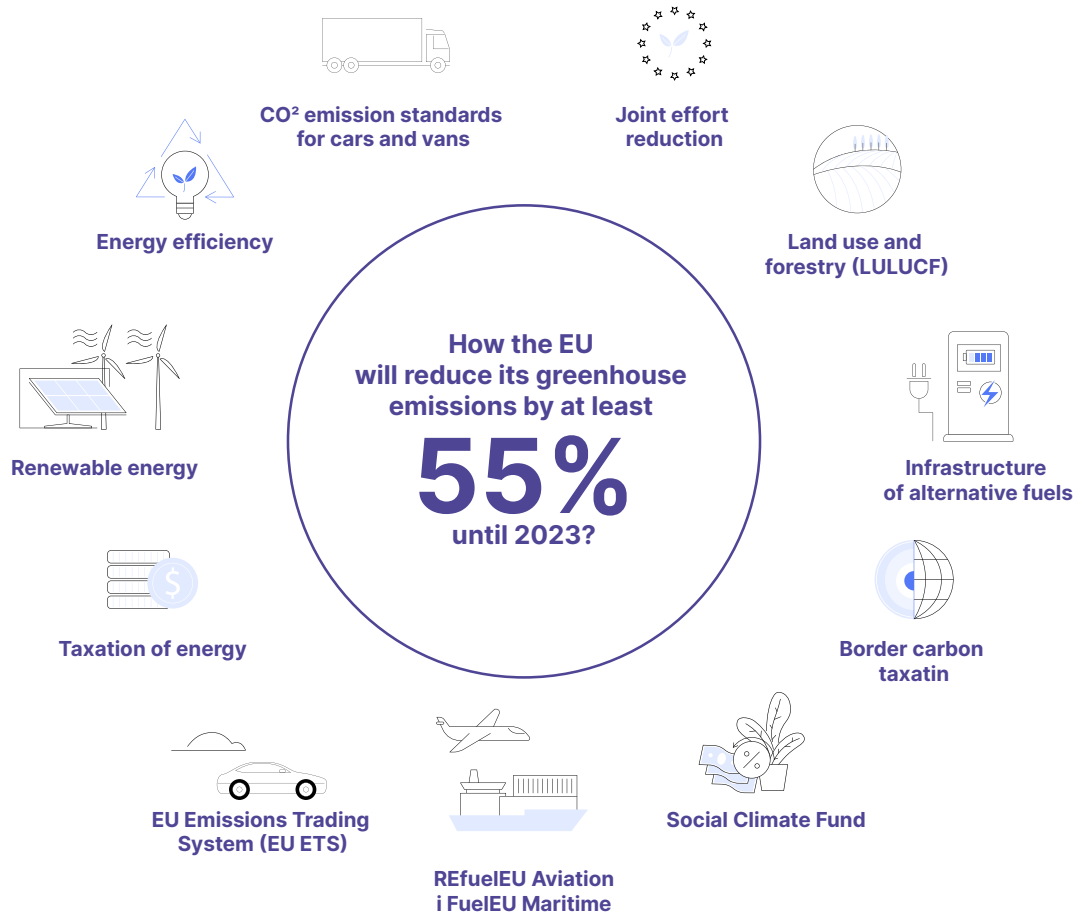 CO² emission standards
for cars and vans
Joint effort
reduction
Energy efficiency
Land use and
forestry (LULUCF)
How the EU
will reduce its greenhouse
emissions by at least
55%
until 2023?
Renewable energy
Infrastructure
of alternative fuels
Taxation of energy
Border carbon
taxatin
EU Emissions Trading
System (EU ETS)
REfuelEU Aviation
i FuelEU Maritime
Social Climate Fund